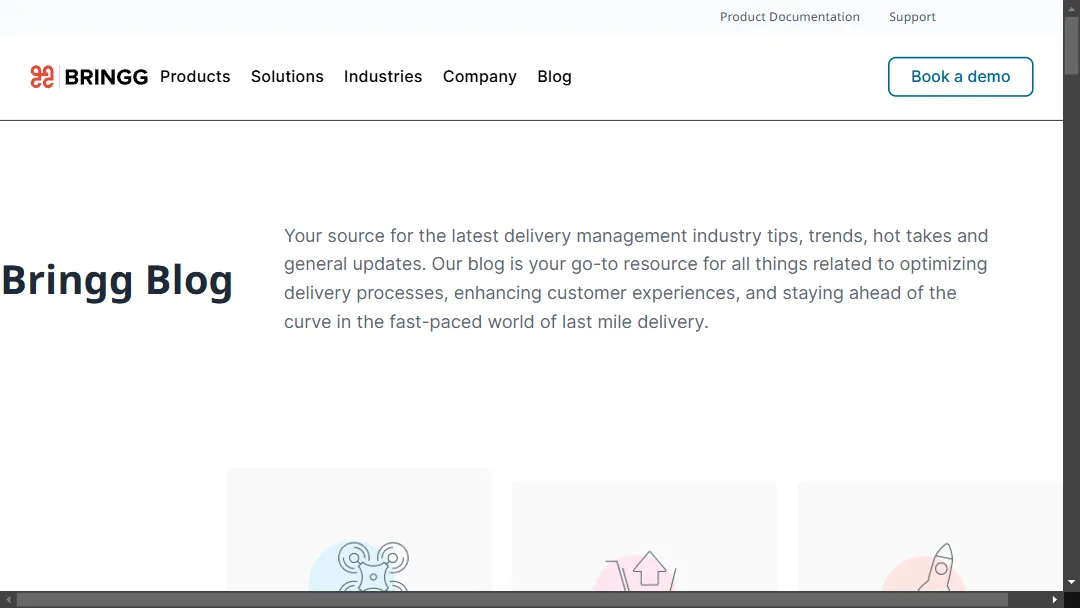 Product Documentation Support
BRINGG Products Solutions Industries Company Blog Book a demo
Bringg Blog
Your source for the latest delivery management industry tips, trends, hot takes and
general updates. Our blog is your go-to resource for all things related to optimizing
delivery processes, enhancing customer experiences, and staying ahead of the
curve in the fast-paced world of last mile delivery.